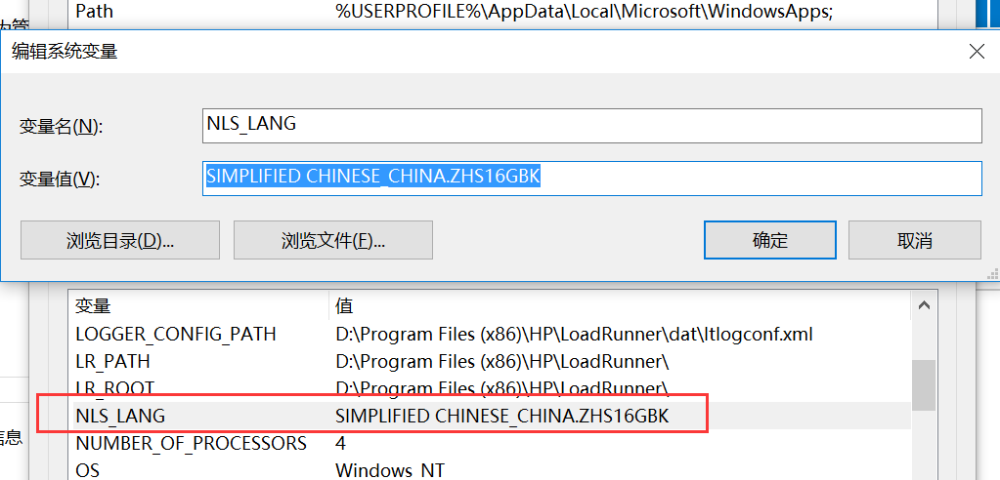 Path %USERPROFILE%\AppData\Local\Microsoft\WindowsApps;
编辑系统变量
变量名(N):
NLS_LANG
变量值(V):
SIMPLIFIED CHINESE_CHINA.ZHS16GBK
浏览目录(D)... 浏览文件(F)... 确定 取消
变量 值
LOGGER_CONFIG_PATH D:\Program Files (x86)\HP\LoadRunner\dat\ltlogconf.xml
LR_PATH D:\Program Files (x86)\HP\LoadRunner\
LR_ROOT D:\Program Files (x86)\HP\LoadRunner\
NLS_LANG SIMPLIFIED CHINESE_CHINA.ZHS16GBK
信息
NUMBER_OF_PROCESSORS 4
OS Windows_NT